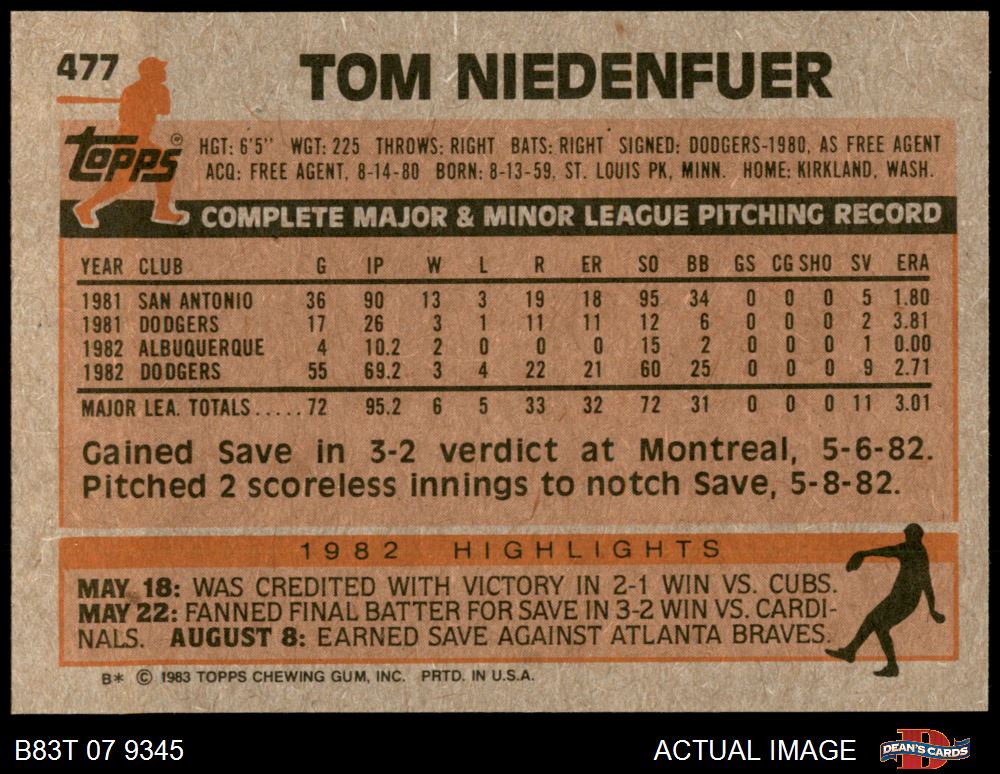 477
TOM NIEDENFUER
topps®
HGT: 6'5" WGT: 225 THROWS: RIGHT BATS: RIGHT SIGNED: DODGERS-1980, AS FREE AGENT
ACQ: FREE AGENT, 8-14-80 BORN: 8-13-59, ST. LOUIS PK, MINN. HOME: KIRKLAND, WASH.
COMPLETE MAJOR & MINOR LEAGUE PITCHING RECORD
YEAR CLUB G IP W L R ER SO BB GS CG SHO SV ERA
1981 SAN ANTONIO 36 90 13 3 19 18 95 34 0 0 0 5 1.80
1981 DODGERS 17 26 3 1 11 11 12 6 0 0 0 2 3.81
1982 ALBUQUERQUE 4 10.2 2 0 0 0 15 2 0 0 0 1 0.00
1982 DODGERS 55 69.2 3 4 22 21 60 25 0 0 0 9 2.71
MAJOR LEA. TOTALS.....72 95.2 6 5 33 32 72 31 0 0 0 11 3.01
Gained Save in 3-2 verdict at Montreal, 5-6-82.
Pitched 2 scoreless innings to notch Save, 5-8-82.
1982 HIGHLIGHTS
MAY 18: WAS CREDITED WITH VICTORY IN 2-1 WIN VS. CUBS.
MAY 22: FANNED FINAL BATTER FOR SAVE IN 3-2 WIN VS. CARDI-
NALS. AUGUST 8: EARNED SAVE AGAINST ATLANTA BRAVES.
B* © 1983 TOPPS CHEWING GUM, INC. PRTD. IN U.S.A.
B83T 07 9345 ACTUAL IMAGE DEAN'S CARDS